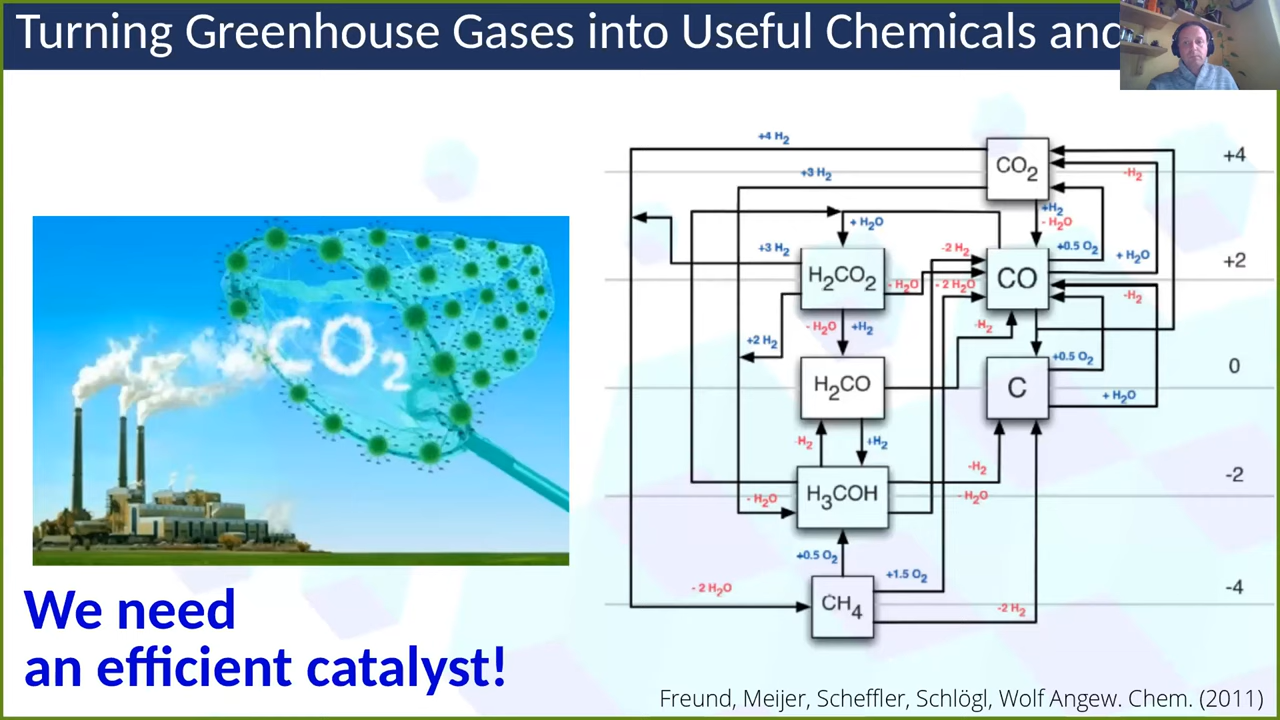 Turning Greenhouse Gases into Useful Chemicals and
CO2
We need
an efficient catalyst!
+4 H2
CO2
+4
+3 H2
-H2
+H2
- H2O
+ H2O
+3 H2
H2CO2
-2 H2
+0.5 O2
+ H2O
+2
- H2O
- 2 H2O
CO
-H2
- H2O
+H2
-H2
+2 H2
+0.5 O2
0
H2CO
C
+ H2O
-H2
+H2
-H2
-2
- H2O
H3COH
- H2O
+0.5 O2
+1.5 O2
-4
- 2 H2O
CH4
-2 H2
Freund, Meijer, Scheffler, Schlögl, Wolf Angew. Chem. (2011)